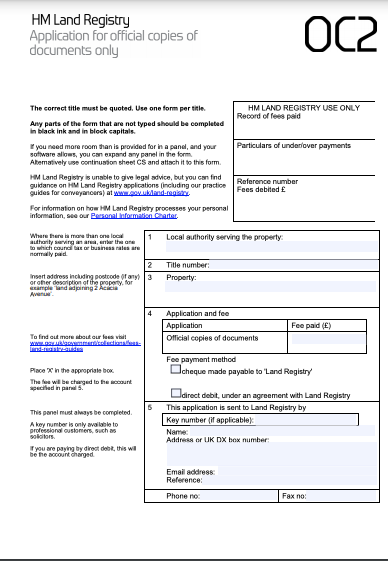 HM Land Registry
Application for official copies of
documents only
OC2
The correct title must be quoted. Use one form per title.
Any parts of the form that are not typed should be completed
in black ink and in block capitals.
If you need more room than is provided for in a panel, and your
software allows, you can expand any panel in the form.
Alternatively use continuation sheet CS and attach it to this form.
HM Land Registry is unable to give legal advice, but you can find
guidance on HM Land Registry applications (including our practice
guides for conveyancers) at www.gov.uk/land-registry.
For information on how HM Land Registry processes your personal
information, see our Personal Information Charter.
HM LAND REGISTRY USE ONLY
Record of fees paid
Particulars of under/over payments
Reference number
Fees debited £
Where there is more than one local
authority serving an area, enter the one
to which council tax or business rates are
normally paid.
1 Local authority serving the property:
2 Title number:
Insert address including postcode (if any)
or other description of the property, for
example 'land adjoining 2 Acacia
Avenue'.
3 Property:
4 Application and fee
Application Fee paid (£)
Official copies of documents
To find out more about our fees visit
www.gov.uk/government/collections/fees-
land-registry-guides
Fee payment method
Place 'X' in the appropriate box.
cheque made payable to 'Land Registry'
The fee will be charged to the account
specified in panel 5.
direct debit, under an agreement with Land Registry
This panel must always be completed.
A key number is only available to
professional customers, such as
solicitors.
If you are paying by direct debit, this will
be the account charged.
5 This application is sent to Land Registry by
Key number (if applicable):
Name:
Address or UK DX box number:
Email address:
Reference:
Phone no: Fax no: